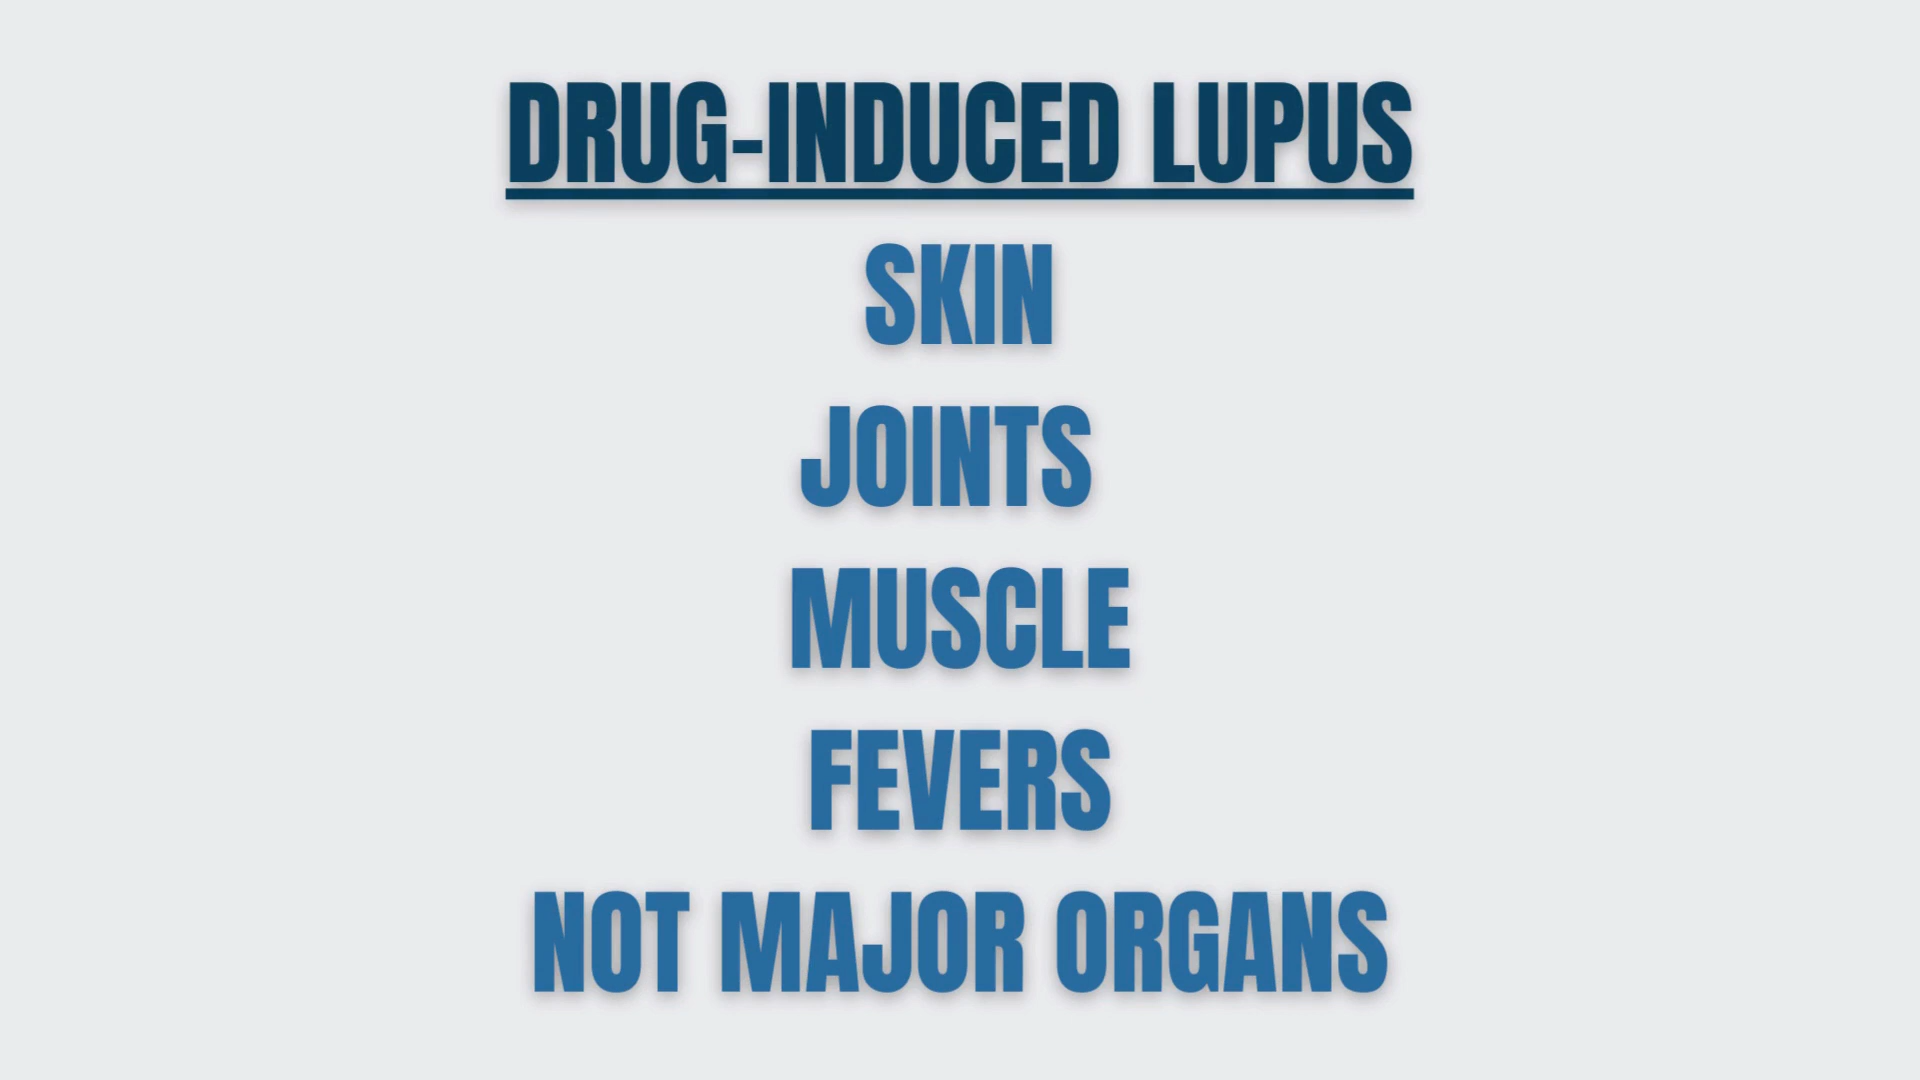 DRUG-INDUCED LUPUS
SKIN
JOINTS
MUSCLE
FEVERS
NOT MAJOR ORGANS